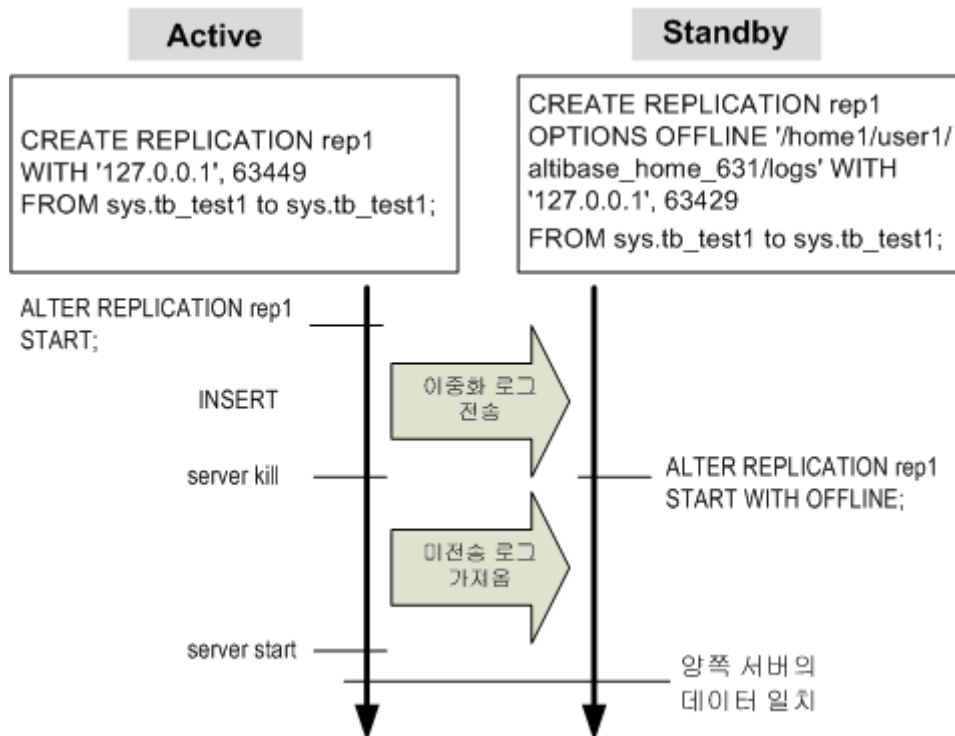 Active
Standby
CREATE REPLICATION rep1
WITH '127.0.0.1', 63449
FROM sys.tb_test1 to sys.tb_test1;
CREATE REPLICATION rep1
OPTIONS OFFLINE '/home1/user1/
altibase_home_631/logs' WITH
'127.0.0.1', 63429
FROM sys.tb_test1 to sys.tb_test1;
ALTER REPLICATION rep1
START;
INSERT
이중화 로그
전송
server kill
ALTER REPLICATION rep1
START WITH OFFLINE;
미전송 로그
가져옴
server start
양쪽 서버의
데이터 일치